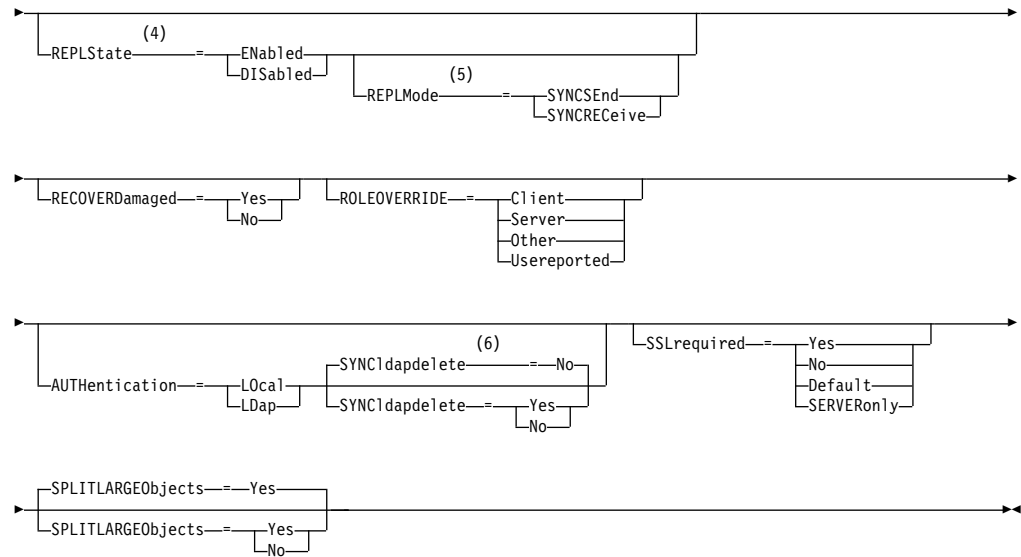 (4)
REPLState = ENabled
DISabled
(5)
REPLMode = SYNCSEnd
SYNCRECeive
RECOVERDamaged = Yes
No
ROLEOVERRIDE = Client
Server
Other
Usereported
(6)
SYNCldapdelete = No
AUTHentication = LOcal
LDap
SYNCldapdelete = Yes
No
SSLrequired = Yes
No
Default
SERVERonly
SPLITLARGEObjects = Yes
SPLITLARGEObjects = Yes
No